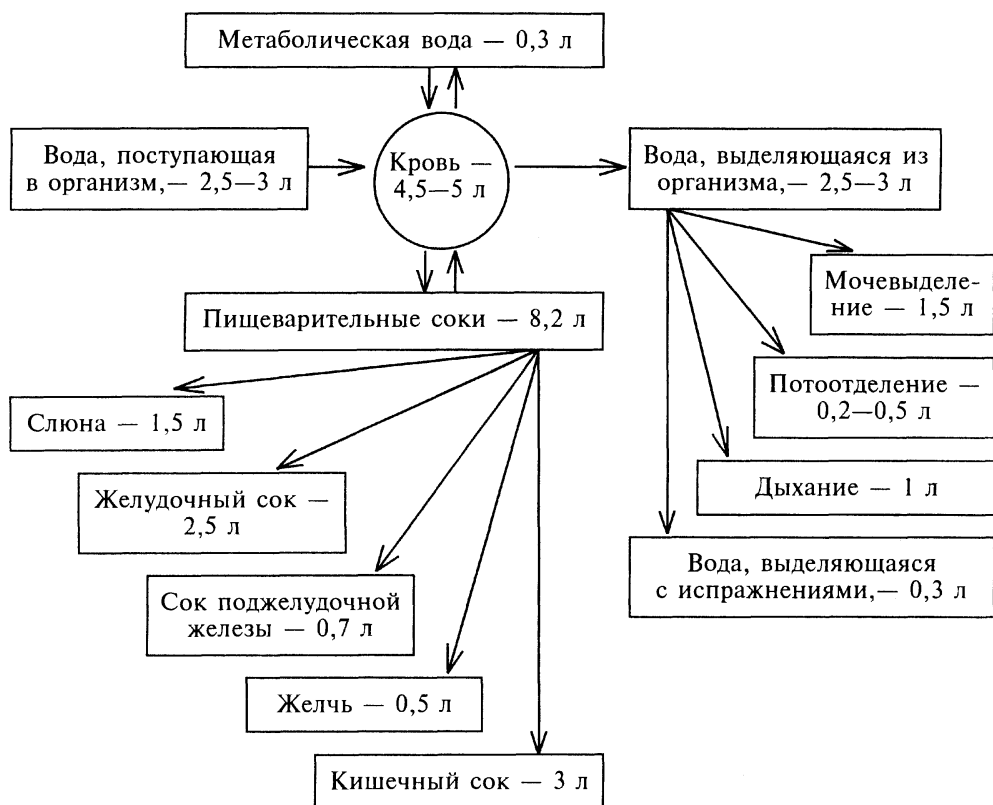 Метаболическая вода — 0,3 л
Вода, поступающая
в организм,— 2,5—3 л
Кровь —
4,5—5 л
Вода, выделяющаяся из
организма,— 2,5—3 л
Пищеварительные соки — 8,2 л
Мочевыделе-
ние — 1,5 л
Потоотделение —
0,2—0,5 л
Дыхание — 1 л
Вода, выделяющаяся
с испражнениями,— 0,3 л
Слюна — 1,5 л
Желудочный сок —
2,5 л
Сок поджелудочной
железы — 0,7 л
Желчь — 0,5 л
Кишечный сок — 3 л